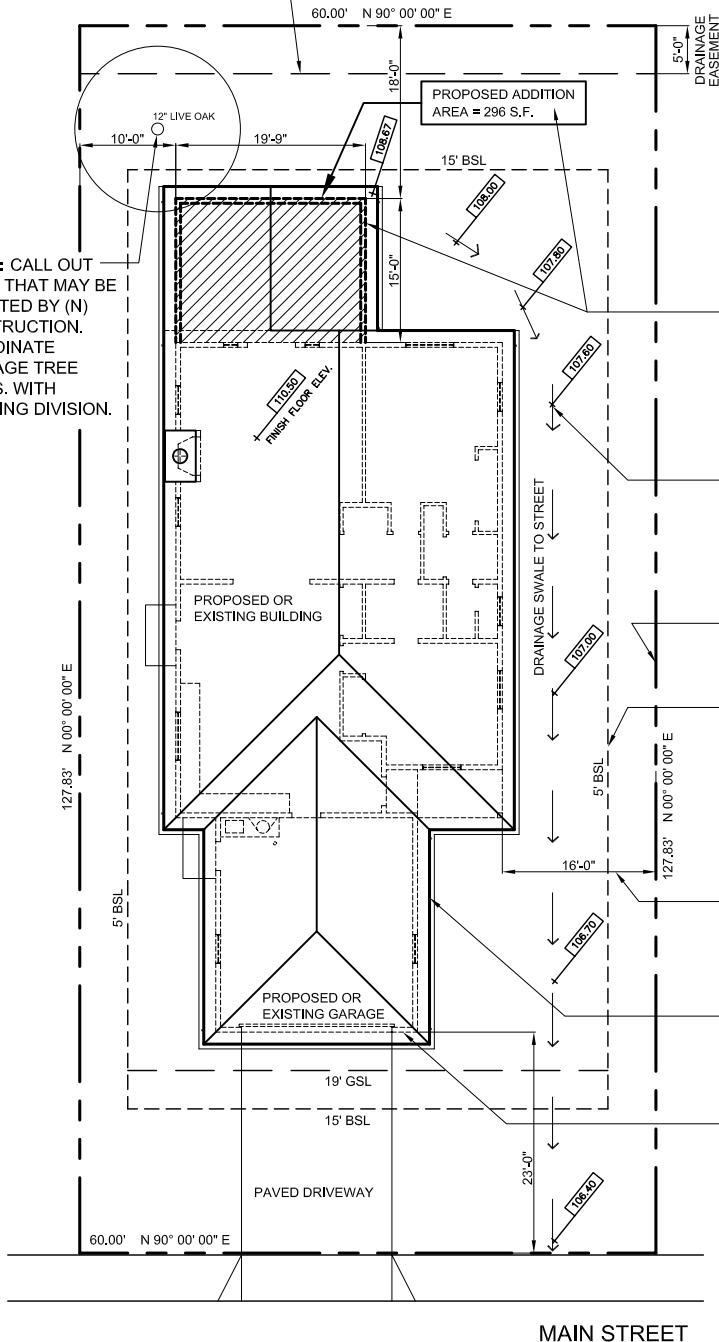 60.00' N 90° 00' 00" E
5'-0"
DRAINAGE
EASEMENT
18'-0"
PROPOSED ADDITION
AREA = 296 S.F.
12" LIVE OAK
10'-0"
19'-9"
108.67
15' BSL
108.00
15'-0"
107.80
: CALL OUT
THAT MAY BE
TED BY (N)
TRUCTION.
DINATE
AGE TREE
S. WITH
ING DIVISION.
107.60
110.50
FINISH FLOOR ELEV.
DRAINAGE SWALE TO STREET
PROPOSED OR
EXISTING BUILDING
107.00
127.83' N 00° 00' 00" E
5' BSL
127.83' N 00° 00' 00" E
16'-0"
5' BSL
106.70
PROPOSED OR
EXISTING GARAGE
19' GSL
15' BSL
23'-0"
PAVED DRIVEWAY
106.40
60.00' N 90° 00' 00" E
MAIN STREET